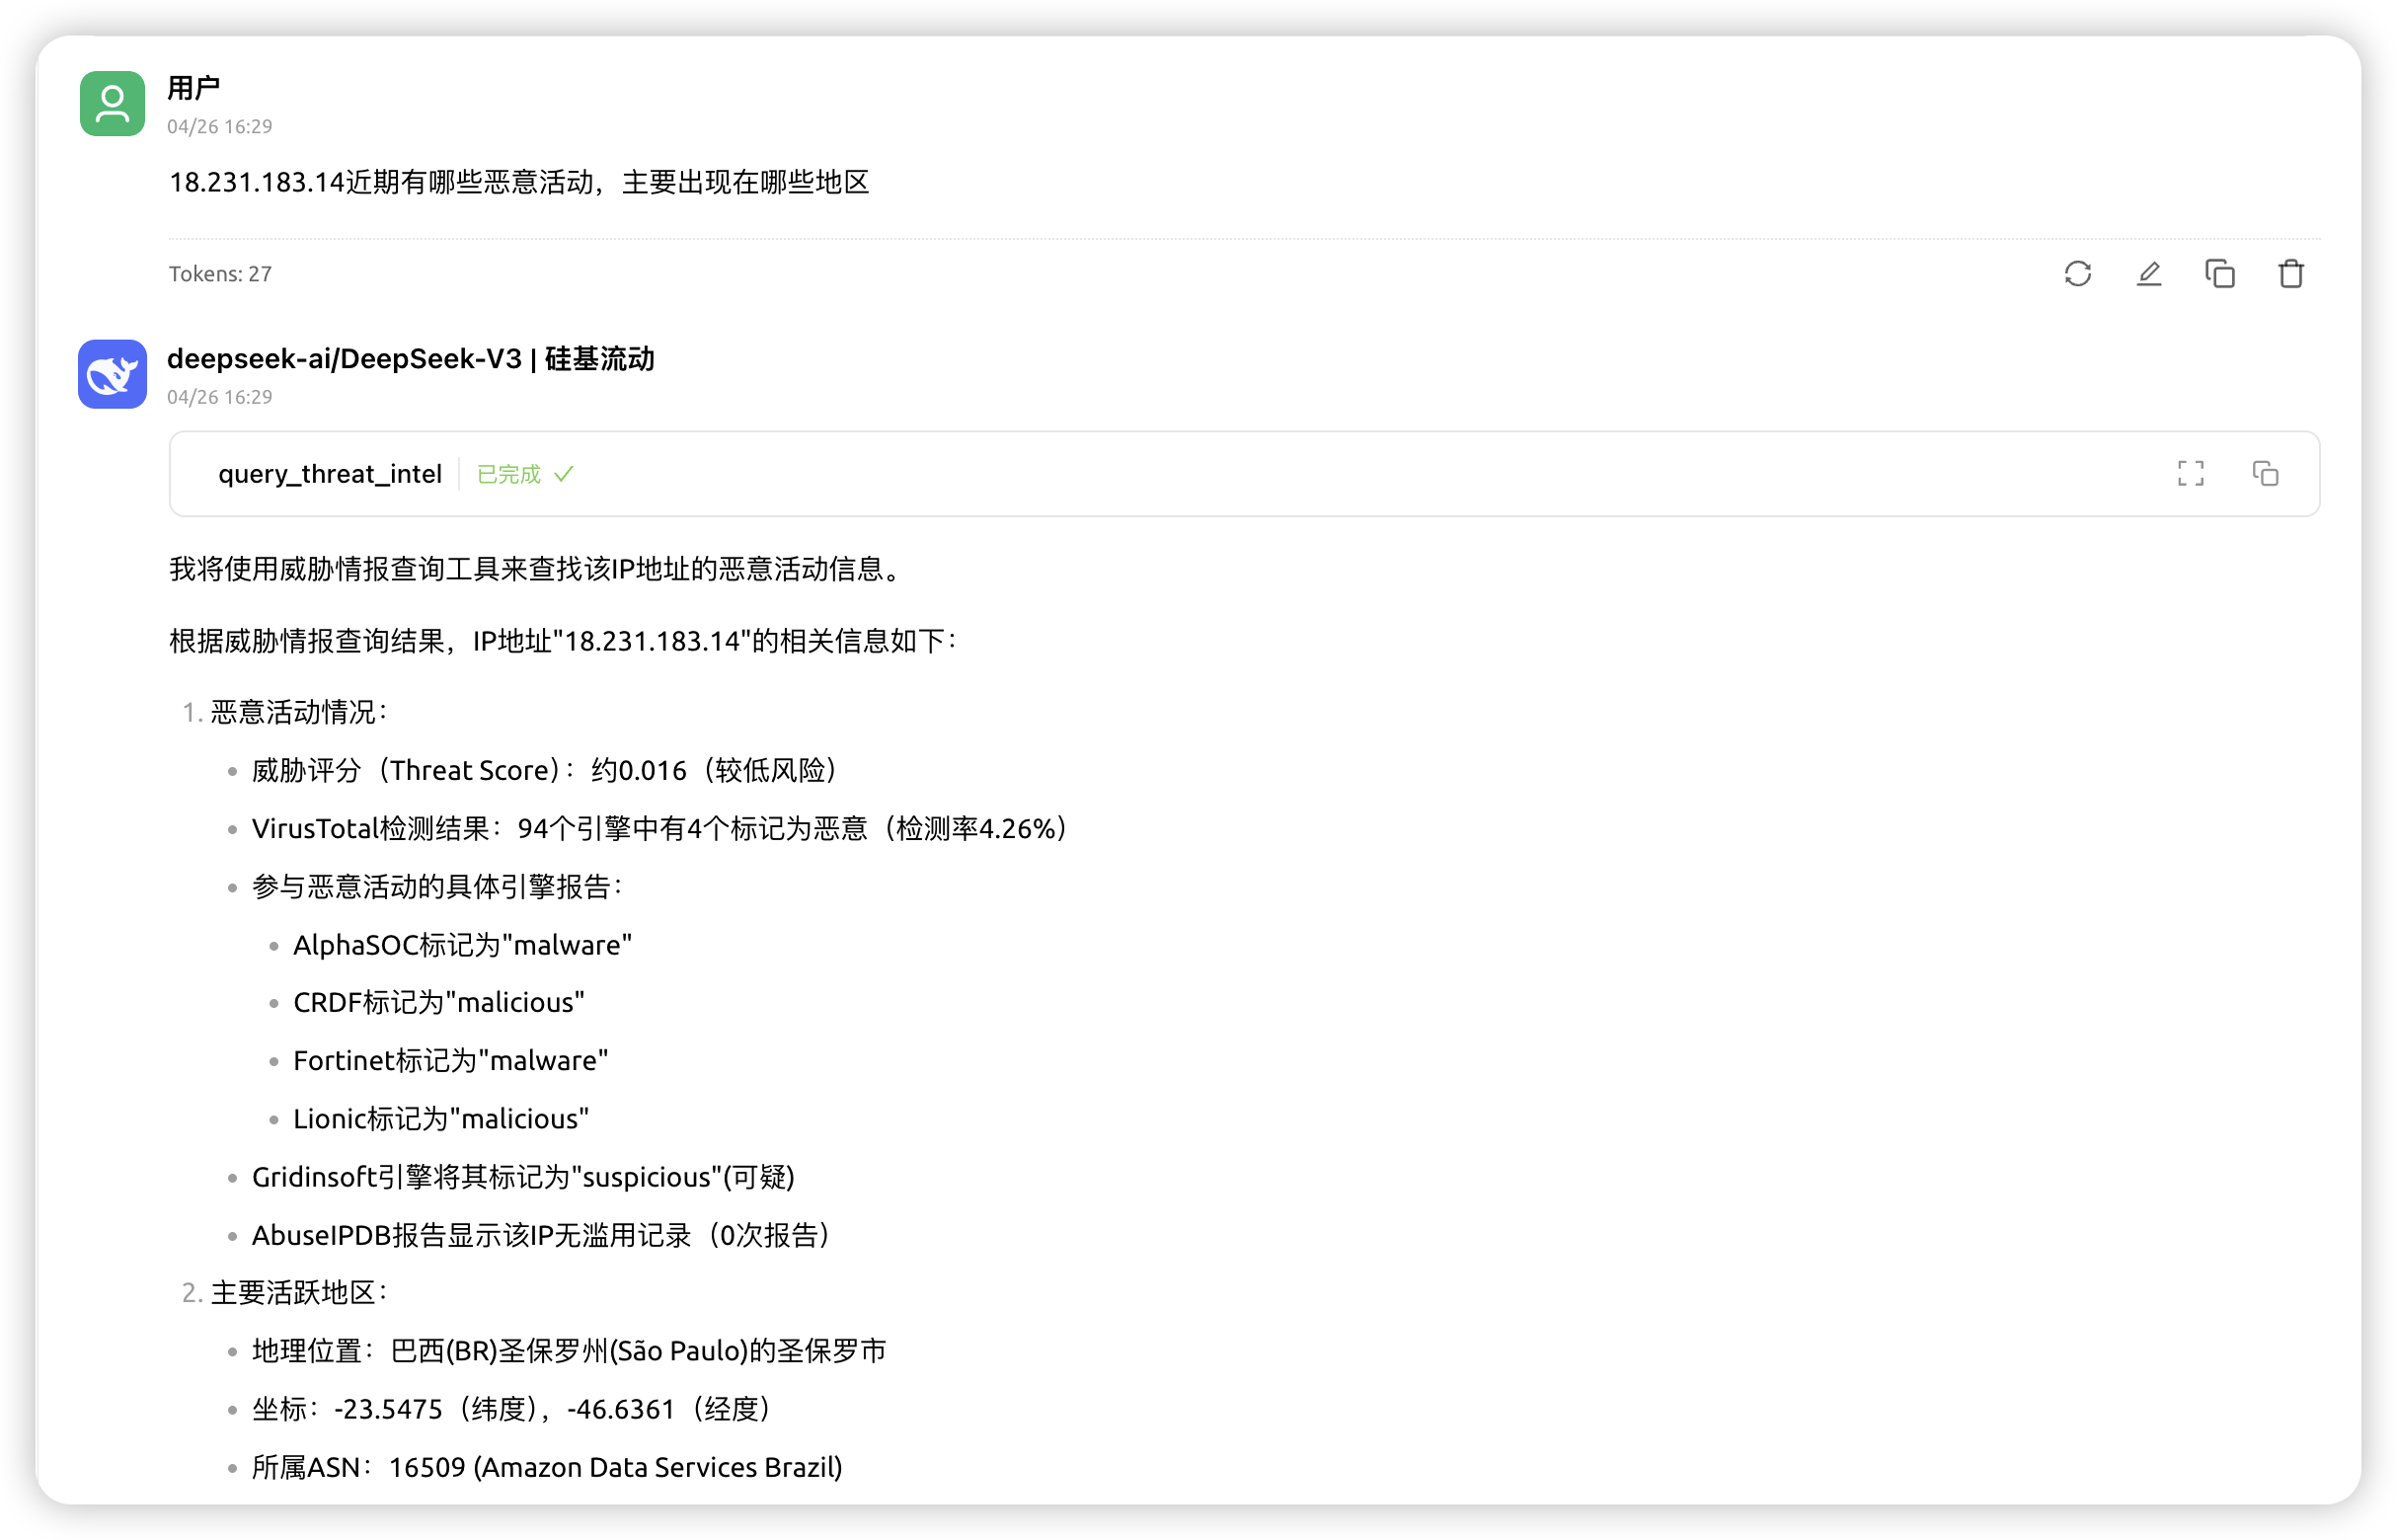 用户
04/26 16:29
18.231.183.14近期有哪些恶意活动，主要出现在哪些地区
Tokens: 27
deepseek-ai/DeepSeek-V3 | 硅基流动
04/26 16:29
query_threat_intel 已完成
我将使用威胁情报查询工具来查找该IP地址的恶意活动信息。
根据威胁情报查询结果，IP地址"18.231.183.14"的相关信息如下：
1. 恶意活动情况：
威胁评分（Threat Score）：约0.016（较低风险）
VirusTotal检测结果：94个引擎中有4个标记为恶意（检测率4.26%）
参与恶意活动的具体引擎报告：
AlphaSOC标记为"malware"
CRDF标记为"malicious"
Fortinet标记为"malware"
Lionic标记为"malicious"
Gridinsoft引擎将其标记为"suspicious"(可疑)
AbuseIPDB报告显示该IP无滥用记录（0次报告）
2. 主要活跃地区：
地理位置：巴西(BR)圣保罗州(São Paulo)的圣保罗市
坐标：-23.5475（纬度），-46.6361（经度）
所属ASN：16509 (Amazon Data Services Brazil)